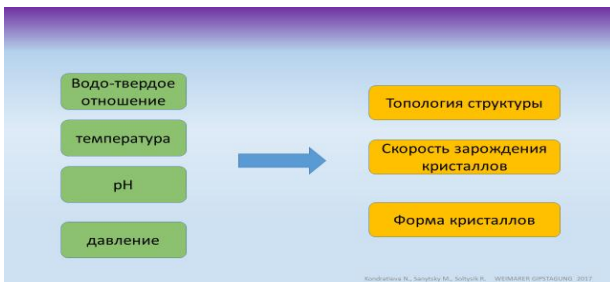 Водо-твердое
отношение
температура
pH
давление
Топология структуры
Скорость зарождения
кристаллов
Форма кристаллов
Kondratieva N., Sanytsky M., Soltysik R. WEIMARER GIPSTAGUNG 2017